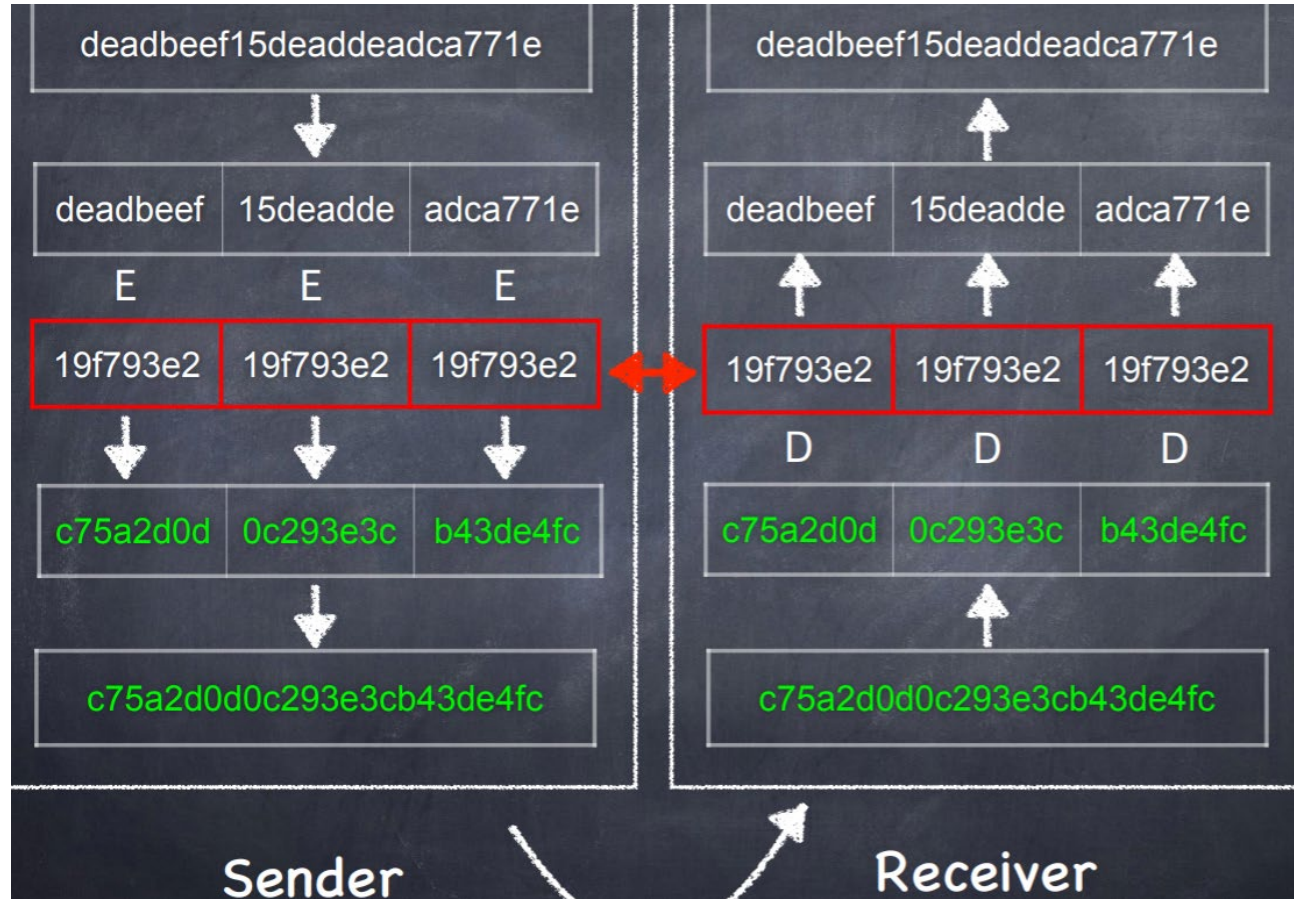 deadbeef15deaddeadca771e
deadbeef 15deadde adca771e
E E E
19f793e2 19f793e2 19f793e2
c75a2d0d 0c293e3c b43de4fc
c75a2d0d0c293e3cb43de4fc
Sender
deadbeef15deaddeadca771e
deadbeef 15deadde adca771e
19f793e2 19f793e2 19f793e2
D D D
c75a2d0d 0c293e3c b43de4fc
c75a2d0d0c293e3cb43de4fc
Receiver